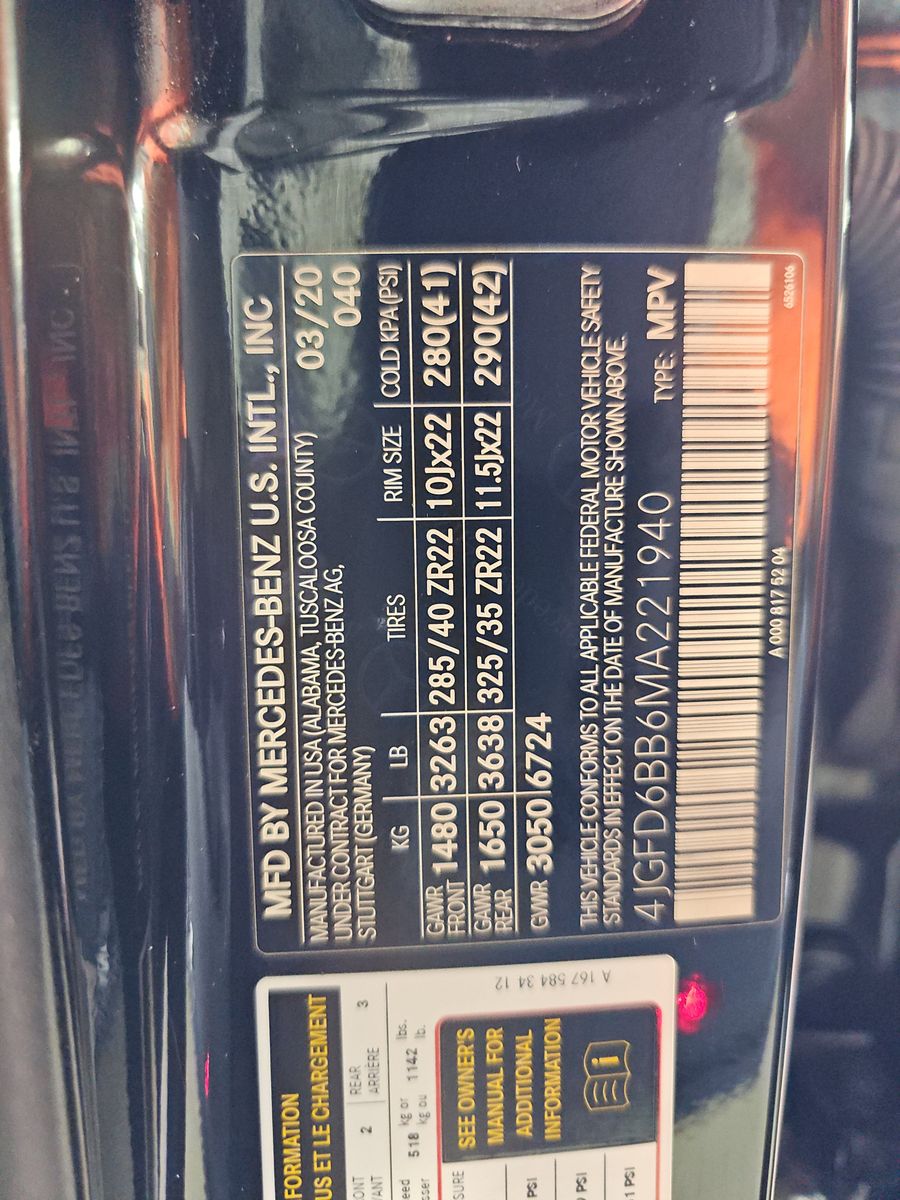 MFD BY MERCEDES-BENZ U.S. INTL., INC
MANUFACTURED IN USA (ALABAMA, TUSCALOOSA COUNTY) 03/20
UNDER CONTRACT FOR MERCEDES-BENZ AG, 040
STUTTGART (GERMANY)
KG LB TIRES RIM SIZE COLD KPA(PSI)
GAWR FRONT 1480 3263 285/40 ZR22 10Jx22 280(41)
GAWR REAR 1650 3638 325/35 ZR22 11.5Jx22 290(42)
GWR 3050 6724
THIS VEHICLE CONFORMS TO ALL APPLICABLE FEDERAL MOTOR VEHICLE SAFETY
STANDARDS IN EFFECT ON THE DATE OF MANUFACTURE SHOWN ABOVE.
4JGFD6BB6MA221940 TYPE: MPV
A 000 817 52 04
6526106
FORMATION
US ET LE CHARGEMENT
2 REAR 3
ARRIÈRE
518 kg or 1142 lbs.
kg ou lb.
SEE OWNER'S
MANUAL FOR
ADDITIONAL
INFORMATION
PSI
PSI
1 PSI
A 167 584 34 12